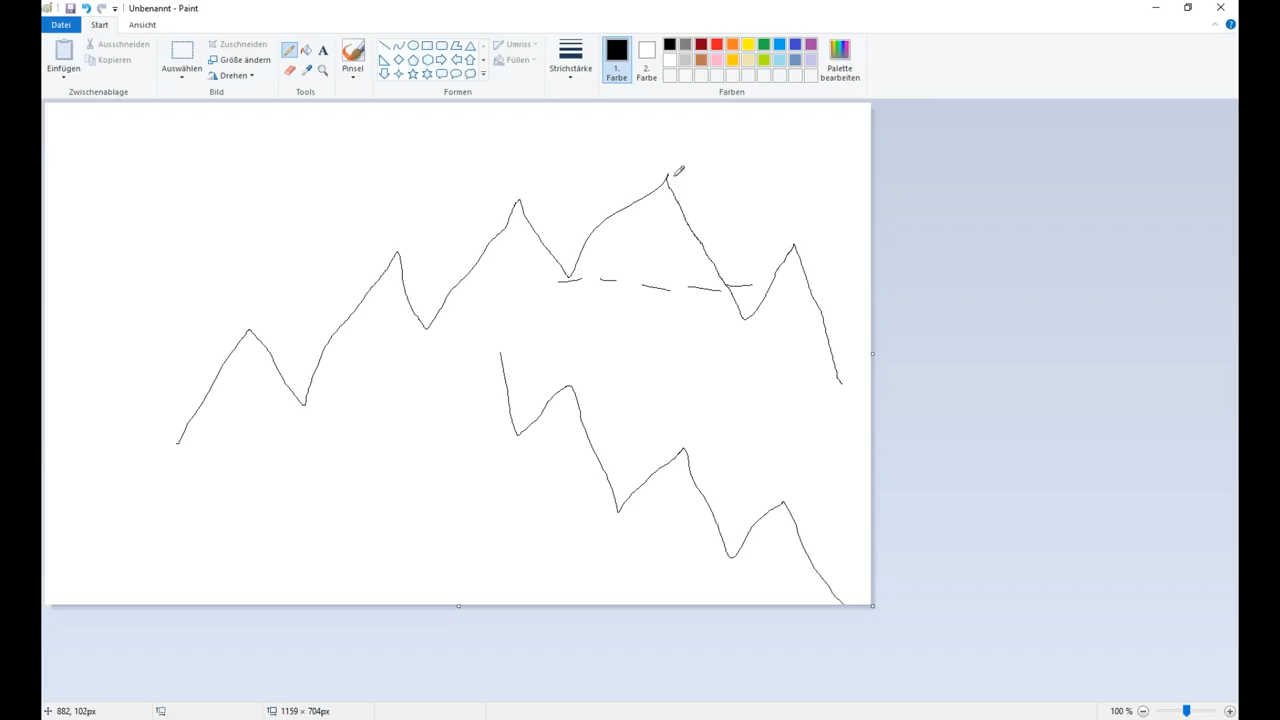 Unbenannt - Paint
Datei Start Ansicht
Einfügen
Ausschneiden
Kopieren
Zwischenablage
Auswählen
Zuschneiden
Größe ändern
Drehen
Bild
A
Tools
Pinsel
Umriss
Füllen
Formen
Strichstärke
1.
Farbe
2.
Farbe
Palette
bearbeiten
Farben
882, 102px
1159 × 704px
100 %